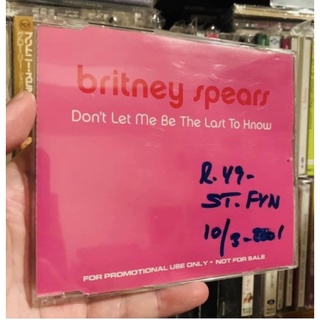 britney spears
Don't Let Me Be The Last To Know
R.49-
ST.FYN
10/3-2001
FOR PROMOTIONAL USE ONLY - NOT FOR SALE